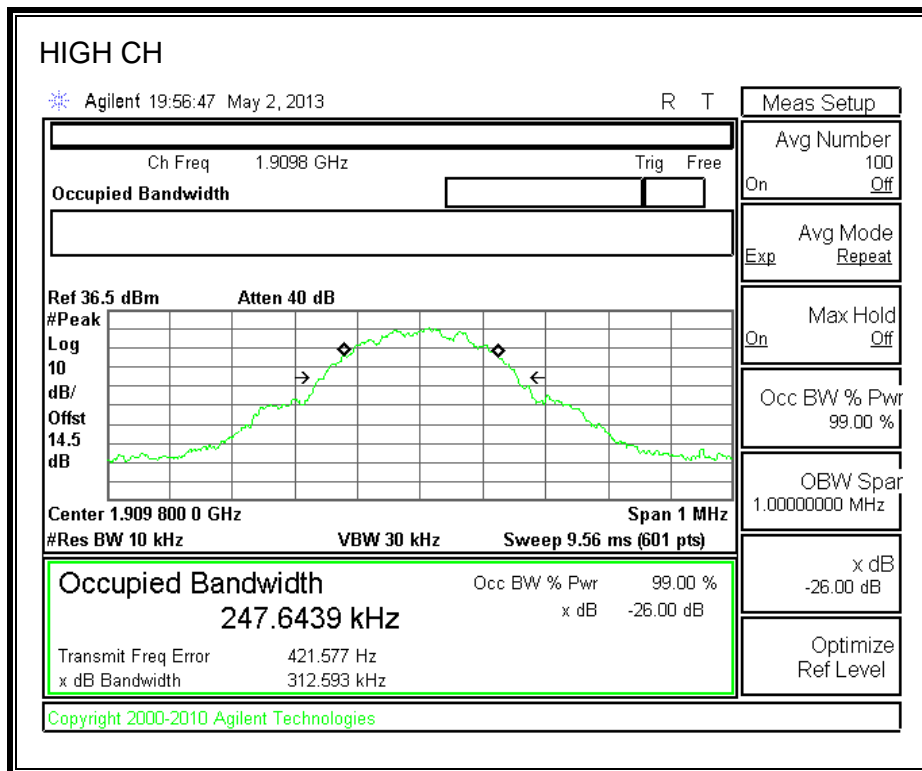 HIGH CH
Agilent 19:56:47 May 2, 2013 R T
Ch Freq 1.9098 GHz Trig Free
Occupied Bandwidth
Ref 36.5 dBm Atten 40 dB
#Peak
Log
10
dB/
Offst
14.5
dB
Center 1.909 800 0 GHz Span 1 MHz
#Res BW 10 kHz VBW 30 kHz Sweep 9.56 ms (601 pts)
Occupied Bandwidth
247.6439 kHz
Occ BW % Pwr 99.00 %
x dB -26.00 dB
Transmit Freq Error 421.577 Hz
x dB Bandwidth 312.593 kHz
Copyright 2000-2010 Agilent Technologies
Meas Setup
Avg Number
100
On Off
Avg Mode
Exp Repeat
Max Hold
On Off
Occ BW % Pwr
99.00 %
OBW Span
1.00000000 MHz
x dB
-26.00 dB
Optimize
Ref Level